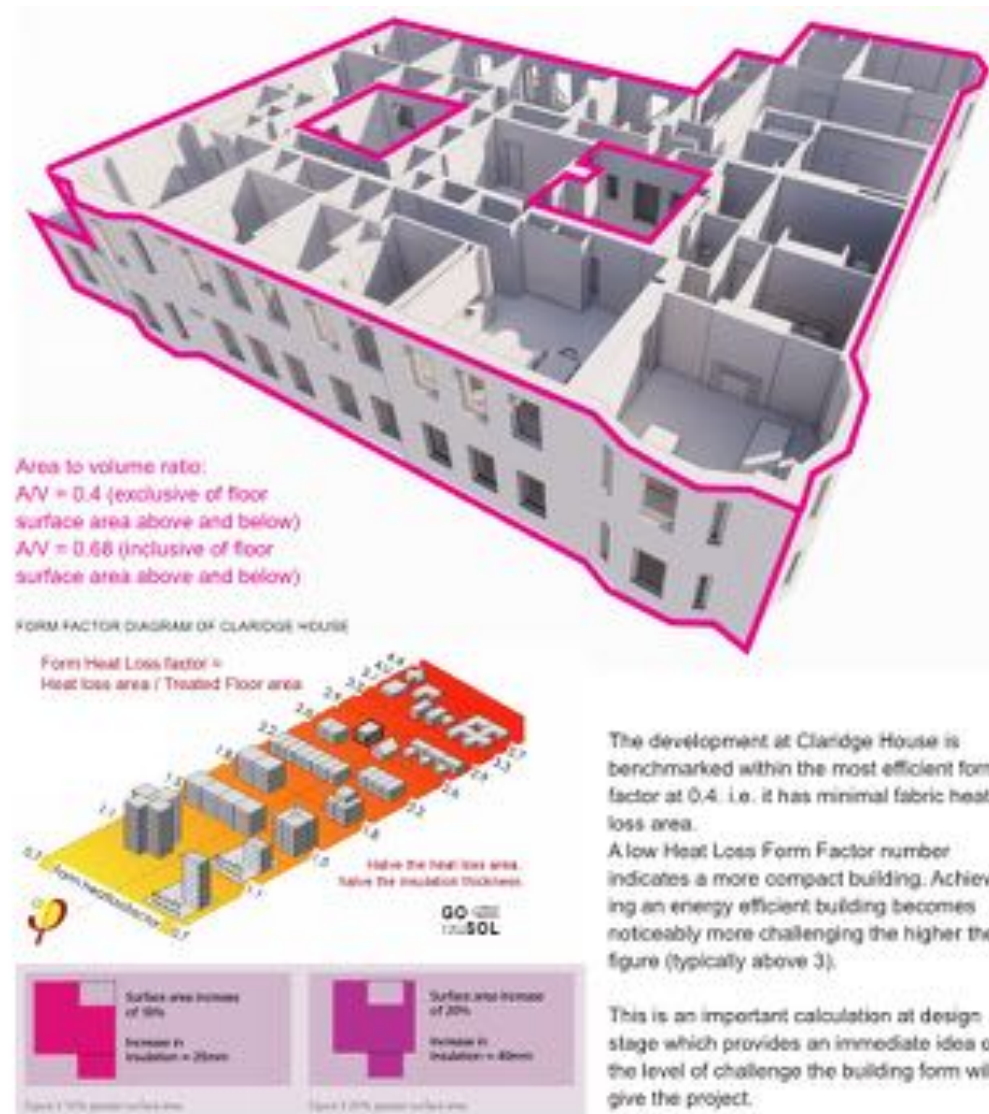 Area to volume ratio:
A/V = 0.4 (exclusive of floor
surface area above and below)
A/V = 0.68 (inclusive of floor
surface area above and below)
FORM FACTOR DIAGRAM OF CLARIDGE HOUSE
Form Heat Loss factor =
Heat loss area / Treated Floor area
Halve the heat loss area,
halve the insulation thickness.
GO
SOL
The development at Claridge House is
benchmarked within the most efficient form
factor at 0.4. i.e. it has minimal fabric heat
loss area.
A low Heat Loss Form Factor number
indicates a more compact building. Achiev
ing an energy efficient building becomes
noticeably more challenging the higher the
figure (typically above 3).
This is an important calculation at design
stage which provides an immediate idea o
the level of challenge the building form will
give the project.
Surface area increase
of 10%
Increase in
insulation = 20mm
Surface area increase
of 20%
Increase in
insulation = 40mm